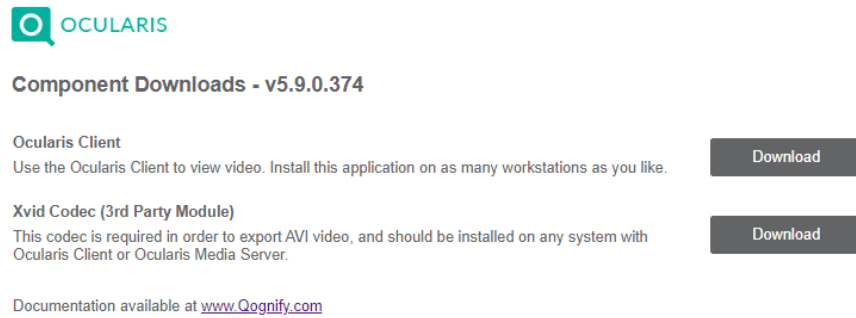 OCULARIS
Component Downloads - v5.9.0.374
Ocularis Client
Use the Ocularis Client to view video. Install this application on as many workstations as you like.
Download
Xvid Codec (3rd Party Module)
This codec is required in order to export AVI video, and should be installed on any system with
Ocularis Client or Ocularis Media Server.
Download
Documentation available at www.Qognify.com